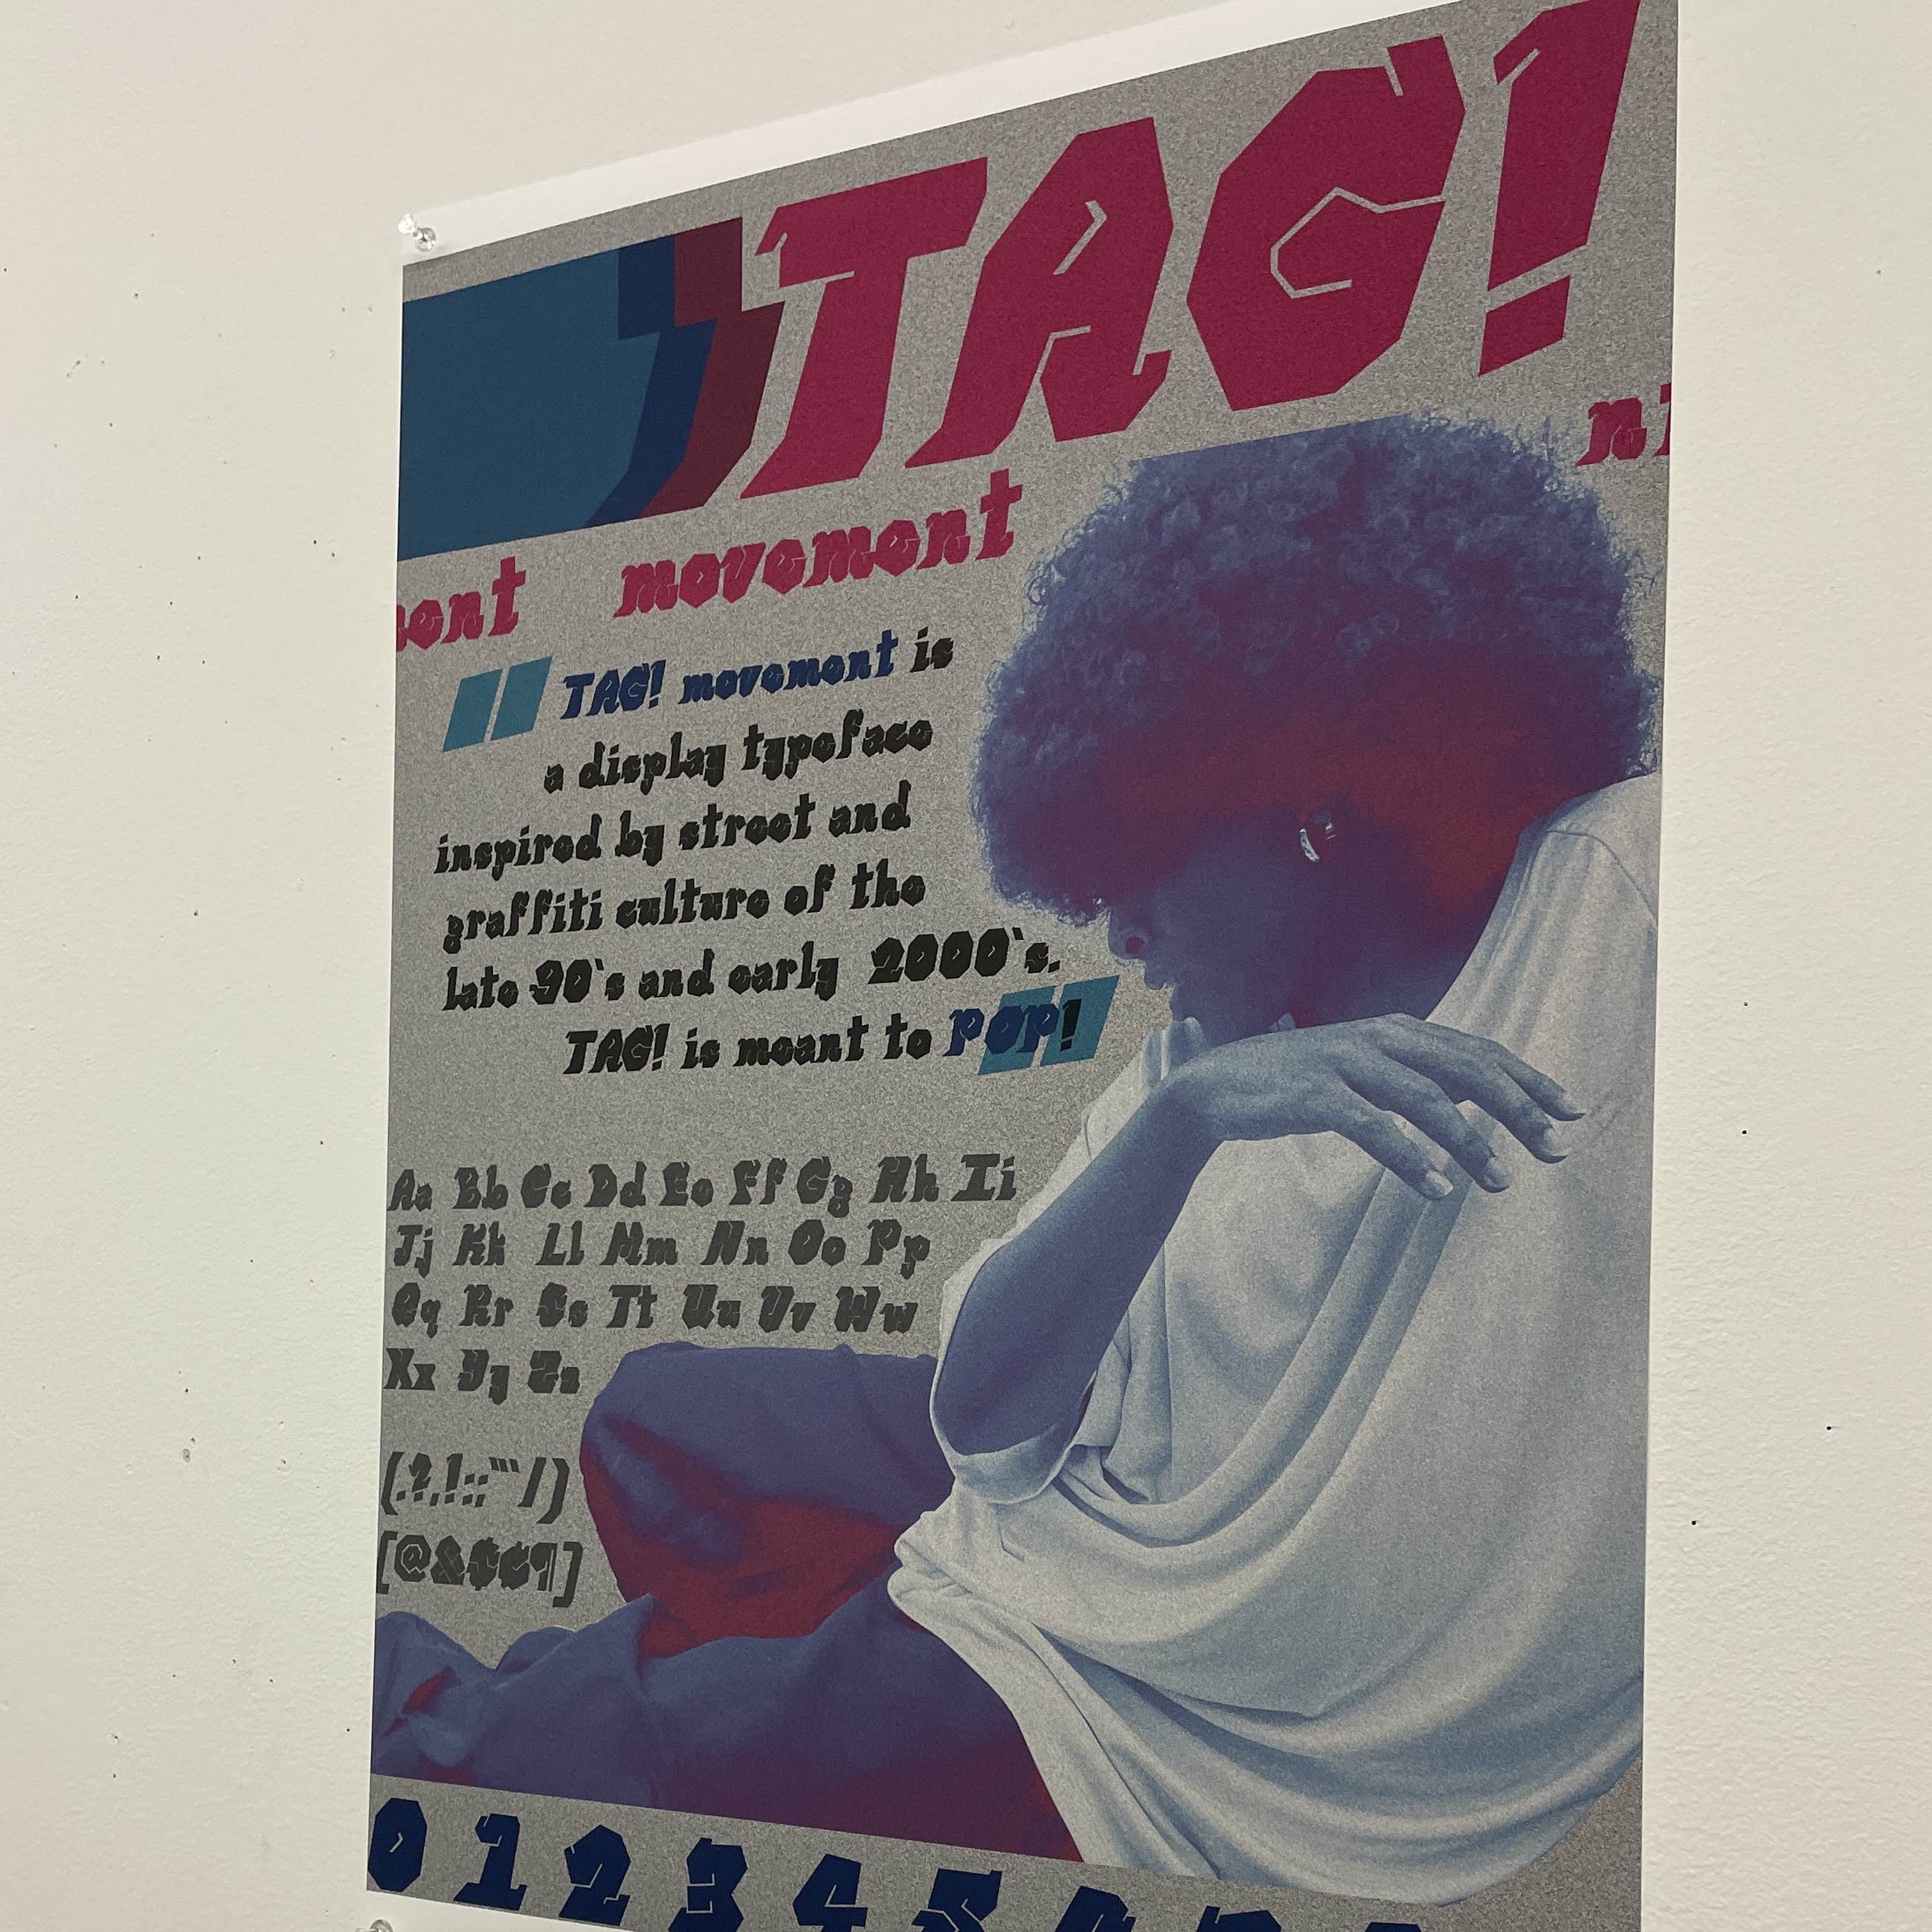 TAG!
movement
TAG! movement is
a display typeface
inspired by street and
graffiti culture of the
late 90's and early 2000's.
TAG! is meant to POP!
Aa Bb Cc Dd Ee Ff Gg Hh Ii
Jj Kk Ll Mm Nn Oo Pp
Qq Rr Ss Tt Uu Vv Ww
Xx Yy Zz
(.?,!:;"'/)
[@&$¢¶]
0 1 2 3 4 5